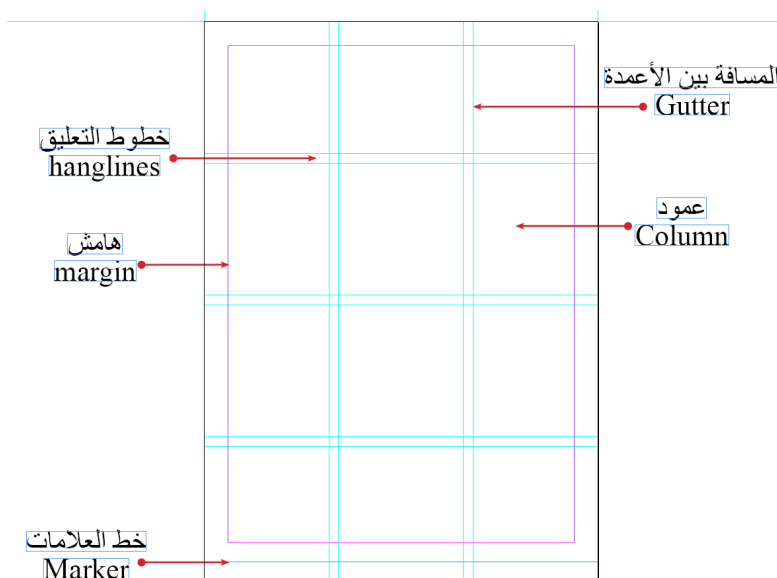 المسافة بين الأعمدة
Gutter
خطوط التعليق
hanglines
عمود
Column
هامش
margin
خط العلامات
Marker